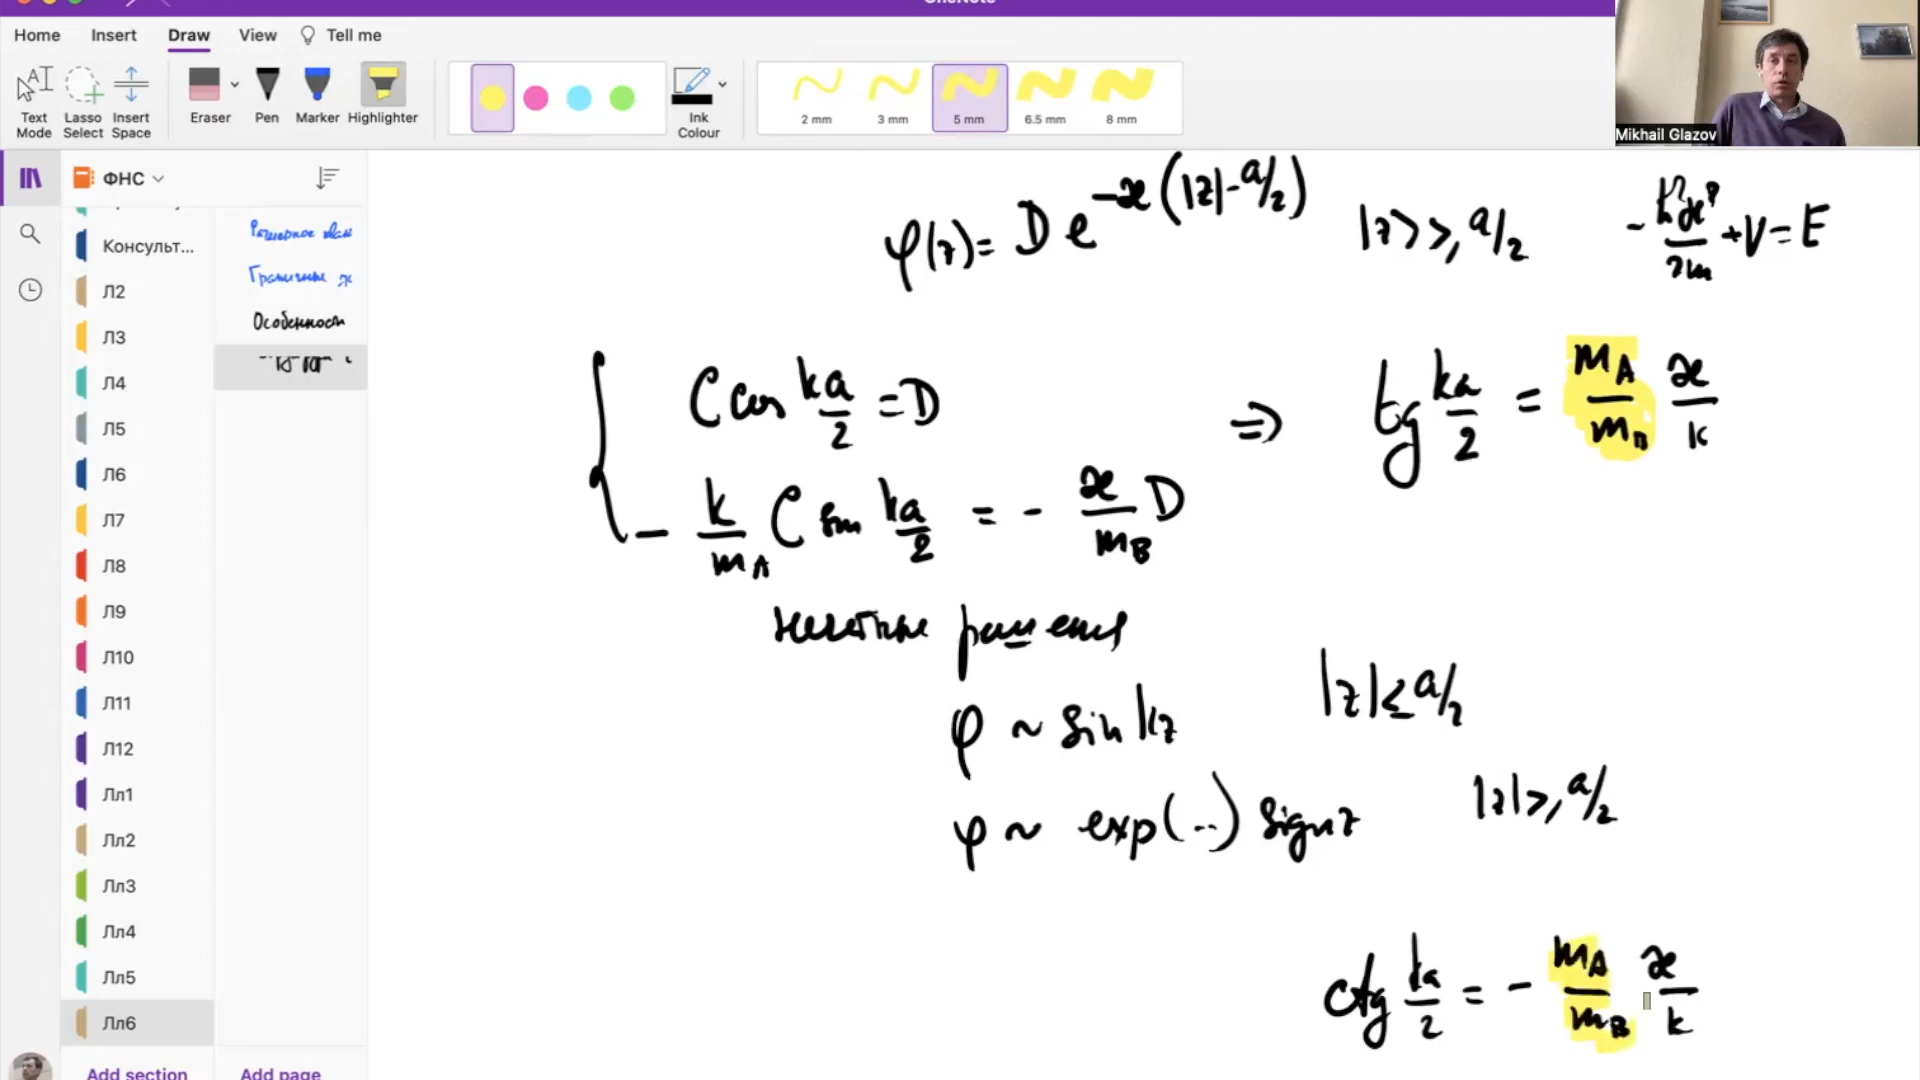 OneNote
Home Insert Draw View Tell me
Text Mode
Lasso Select
Insert Space
Eraser
Pen
Marker
Highlighter
Ink Colour
2 mm
3 mm
5 mm
6.5 mm
8 mm
Mikhail Glazov
ФНС
Консульт...
Л2
Л3
Л4
Л5
Л6
Л7
Л8
Л9
Л10
Л11
Л12
Лл1
Лл2
Лл3
Лл4
Лл5
Лл6
Add section
Add page
Граничные
Особенности
φ(z) = D e^{-æ(|z| - a/2)} |z| ⩾ a/2 -ħ²æ²/2m + V = E
C cos ka/2 = D ⇒ tg ka/2 = m_A/m_B æ/k
- k/m_A C sin ka/2 = - æ/m_B D
нечетные решения
φ ~ sin kz |z| ≤ a/2
φ ~ exp(..) sign z |z| ⩾ a/2
ctg ka/2 = - m_A/m_B æ/k